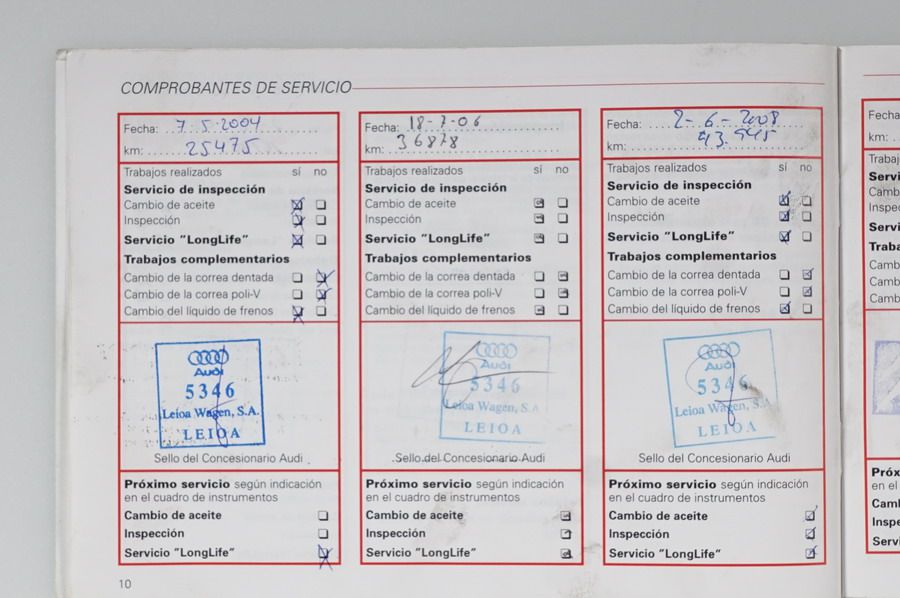 COMPROBANTES DE SERVICIO
Fecha: 7.5.2004
km: 25475
Trabajos realizados sí no
Servicio de inspección
Cambio de aceite
Inspección
Servicio "LongLife"
Trabajos complementarios
Cambio de la correa dentada
Cambio de la correa poli-V
Cambio del líquido de frenos
Audi
5346
Leioa Wagen, S.A.
LEIOA
Sello del Concesionario Audi
Próximo servicio según indicación
en el cuadro de instrumentos
Cambio de aceite
Inspección
Servicio "LongLife"
Fecha: 18-7-06
km: 36878
Trabajos realizados sí no
Servicio de inspección
Cambio de aceite
Inspección
Servicio "LongLife"
Trabajos complementarios
Cambio de la correa dentada
Cambio de la correa poli-V
Cambio del líquido de frenos
Audi
5346
Leioa Wagen, S.A.
LEIOA
Sello del Concesionario Audi
Próximo servicio según indicación
en el cuadro de instrumentos
Cambio de aceite
Inspección
Servicio "LongLife"
Fecha: 2-6-2008
km:
Trabajos realizados sí no
Servicio de inspección
Cambio de aceite
Inspección
Servicio "LongLife"
Trabajos complementarios
Cambio de la correa dentada
Cambio de la correa poli-V
Cambio del líquido de frenos
Audi
5346
Leioa Wagen, S.A.
LEIOA
Sello del Concesionario Audi
Próximo servicio según indicación
en el cuadro de instrumentos
Cambio de aceite
Inspección
Servicio "LongLife"
10
km:
en el